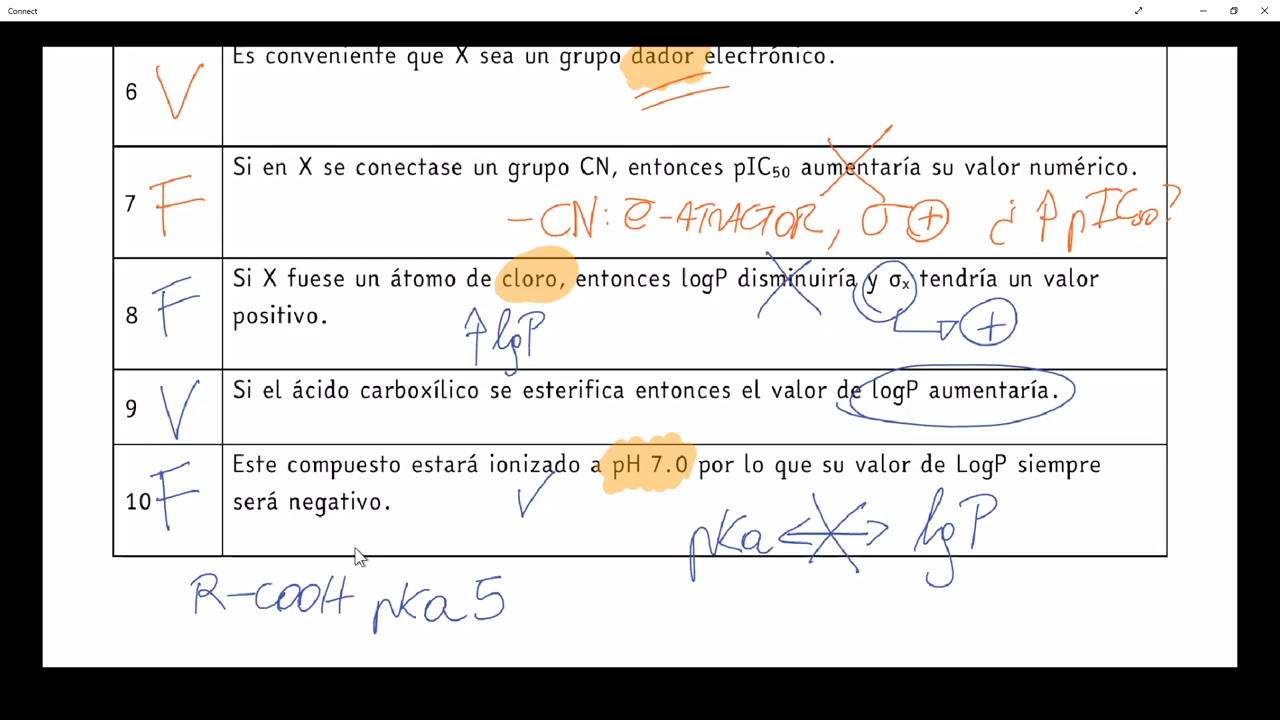 Connect
Es conveniente que X sea un grupo dador electrónico.
6 V
Si en X se conectase un grupo CN, entonces pIC₅₀ aumentaría su valor numérico.
7 F
-CN: e-ATRACTOR, σ + ¿↑ pIC50?
Si X fuese un átomo de cloro, entonces logP disminuiría y σₓ tendría un valor
8 F
positivo.
↑ lgP
+
Si el ácido carboxílico se esterifica entonces el valor de logP aumentaría.
9 V
Este compuesto estará ionizado a pH 7.0 por lo que su valor de LogP siempre
10 F
será negativo.
pKa ↔ lgP
R-COOH pKa 5